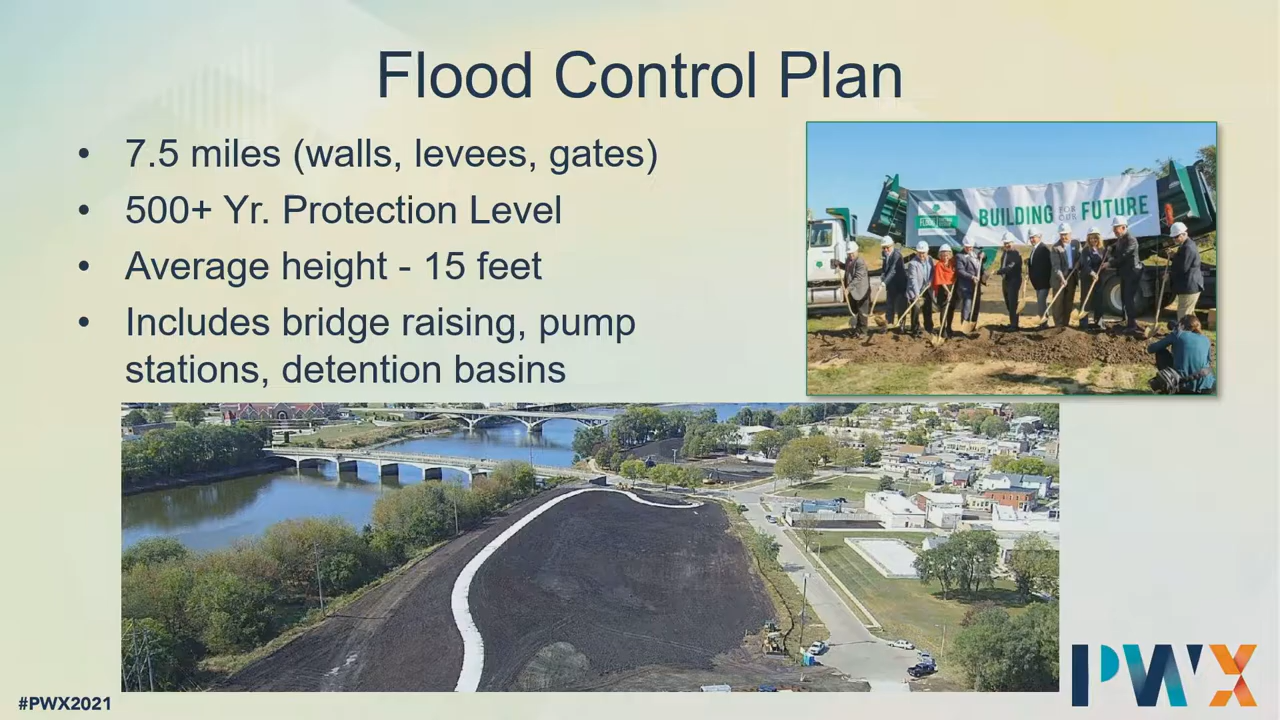 Flood Control Plan
• 7.5 miles (walls, levees, gates)
• 500+ Yr. Protection Level
• Average height - 15 feet
• Includes bridge raising, pump
stations, detention basins
BUILDING FOR OUR FUTURE
PWX
#PWX2021